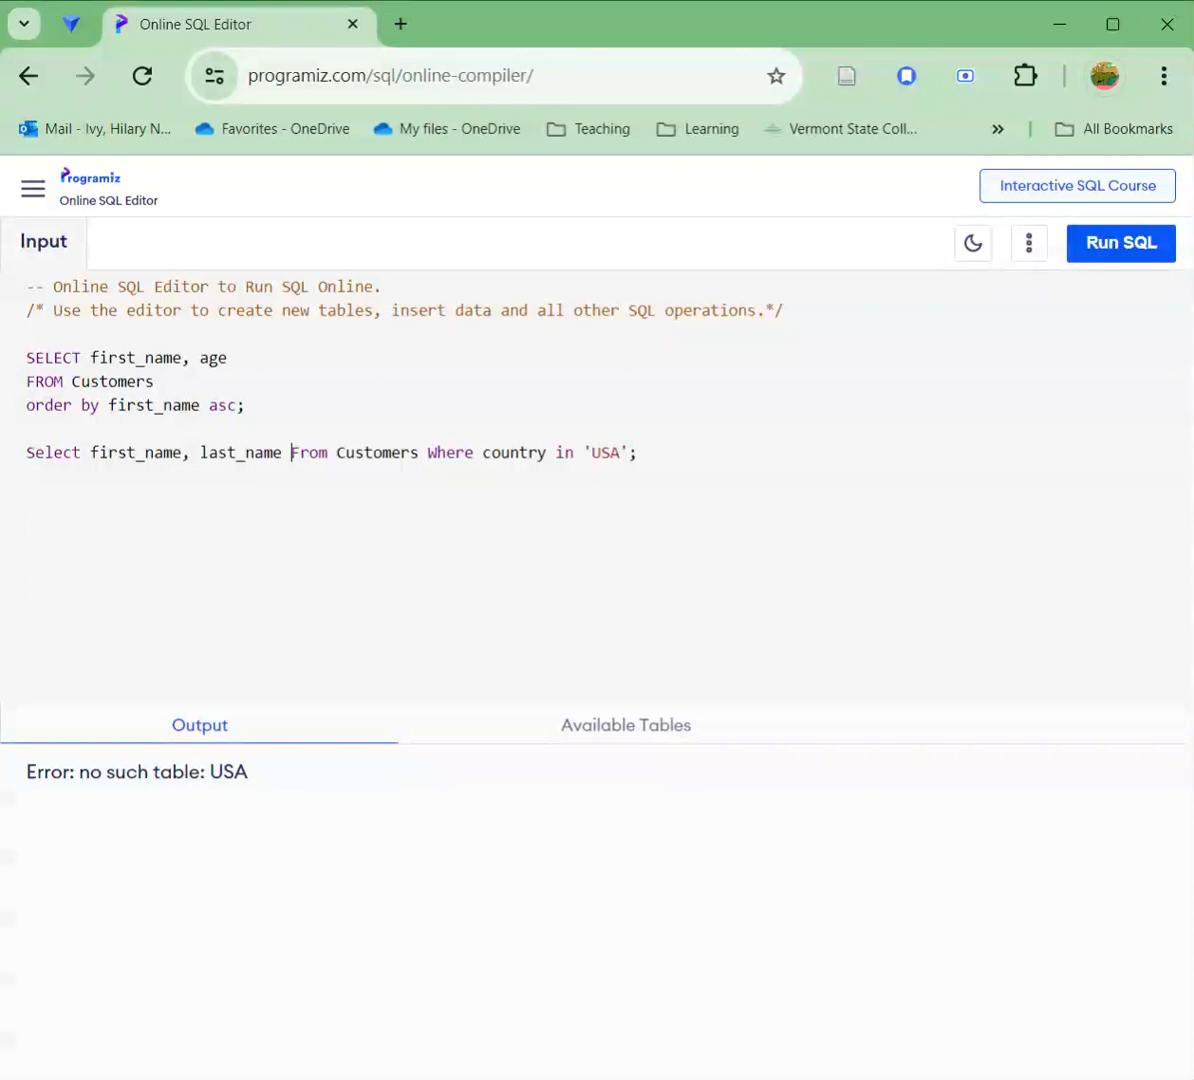 Online SQL Editor
programiz.com/sql/online-compiler/
Mail - Ivy, Hilary N...
Favorites - OneDrive
My files - OneDrive
Teaching
Learning
Vermont State Coll...
»
All Bookmarks
Programiz
Online SQL Editor
Interactive SQL Course
Input
Run SQL
-- Online SQL Editor to Run SQL Online.
/* Use the editor to create new tables, insert data and all other SQL operations.*/
SELECT first_name, age
FROM Customers
order by first_name asc;
Select first_name, last_name From Customers Where country in 'USA';
Output
Available Tables
Error: no such table: USA